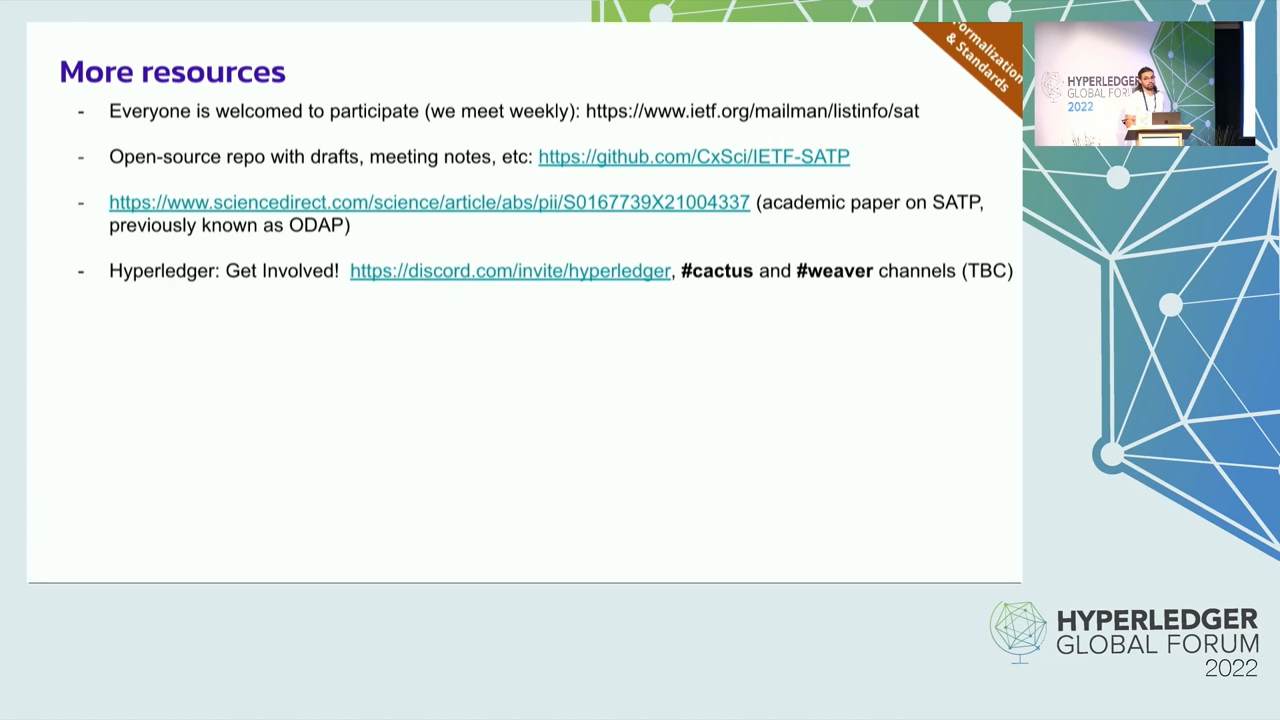 More resources
- Everyone is welcomed to participate (we meet weekly): https://www.ietf.org/mailman/listinfo/sat
- Open-source repo with drafts, meeting notes, etc: https://github.com/CxSci/IETF-SATP
- https://www.sciencedirect.com/science/article/abs/pii/S0167739X21004337 (academic paper on SATP,
previously known as ODAP)
- Hyperledger: Get Involved! https://discord.com/invite/hyperledger, #cactus and #weaver channels (TBC)
& Standards
HYPERLEDGER
GLOBAL
2022
HYPERLEDGER
GLOBAL FORUM
2022